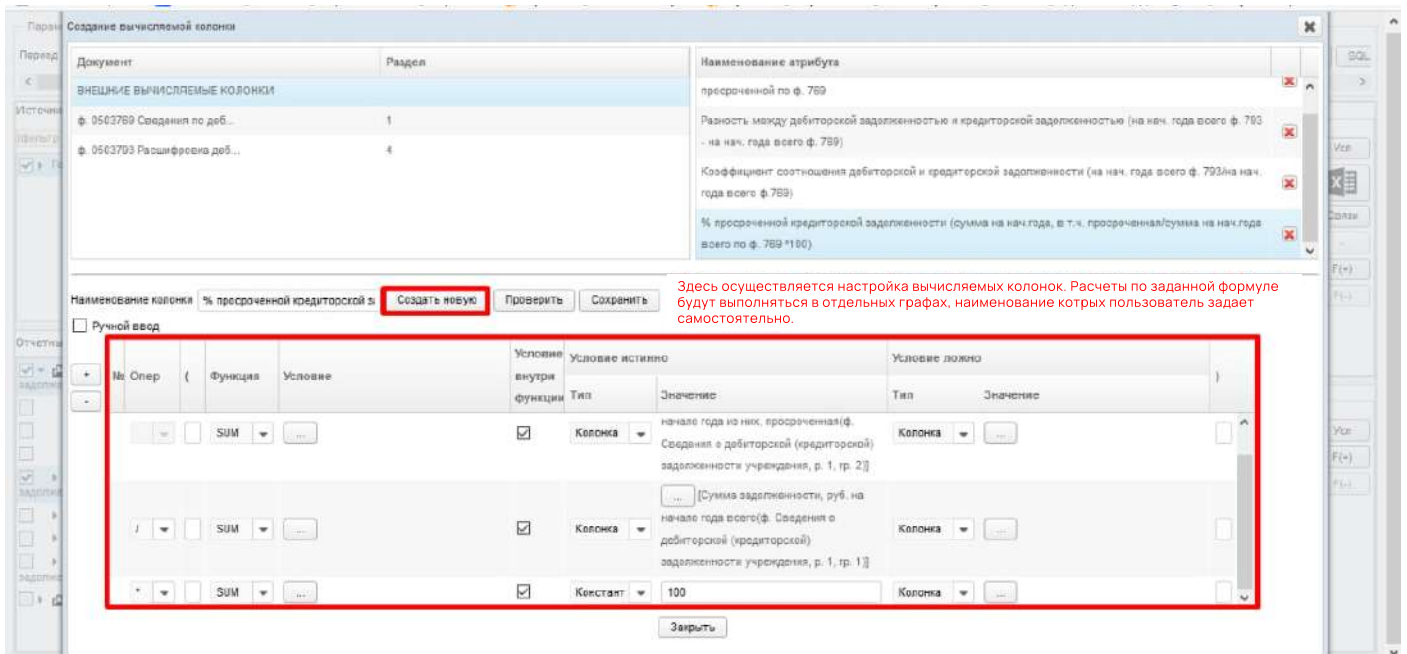 Парам
Создание вычисляемой колонки
Период
Документ
Раздел
Наименование атрибута
SQL
ВНЕШНИЕ ВЫЧИСЛЯЕМЫЕ КОЛОНКИ
просроченной по ф. 769
Источни
ф. 0503769 Сведения по деб...
1
Разность между дебиторской задолженностью и кредиторской задолженностью (на нач. года всего ф. 793
- на нач. года всего ф. 769)
ф. 0503793 Расшифровка деб...
4
Коэффициент соотношения дебиторской и кредиторской задолженности (на нач. года всего ф. 793/на нач.
года всего ф.769)
Связи
% просроченной кредиторской задолженности (сумма на нач.года, в т.ч. просроченная/сумма на нач.года
всего по ф. 769 *100)
F(+)
Здесь осуществляется настройка вычисляемых колонок. Расчеты по заданной формуле
будут выполняться в отдельных графах, наименование котрых пользователь задает
самостоятельно.
Наименование колонки
% просроченной кредиторской за
Создать новую
Проверить
Сохранить
F(-)
Ручной ввод
Отчетны
+
-
№
Опер
(
Функция
Условие
Условие
внутри
функции
Условие истинно
Условие ложно
)
Тип
Значение
Тип
Значение
SUM
...
Колонка
начало года из них, просроченная(ф.
Сведения о дебиторской (кредиторской)
задолженности учреждения, р. 1, гр. 2)]
Колонка
...
F(+)
F(-)
/
SUM
...
Колонка
... [Сумма задолженности, руб. на
начало года всего(ф. Сведения о
дебиторской (кредиторской)
задолженности учреждения, р. 1, гр. 1)]
Колонка
...
*
SUM
...
Констант
100
Колонка
...
Закрыть